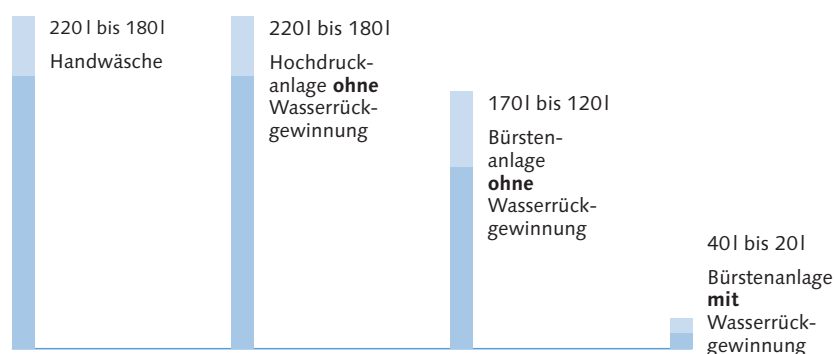 220 l bis 180 l
Handwäsche
220 l bis 180 l
Hochdruck-
anlage ohne
Wasserrück-
gewinnung
170 l bis 120 l
Bürsten-
anlage
ohne
Wasserrück-
gewinnung
40 l bis 20 l
Bürstenanlage
mit
Wasserrück-
gewinnung